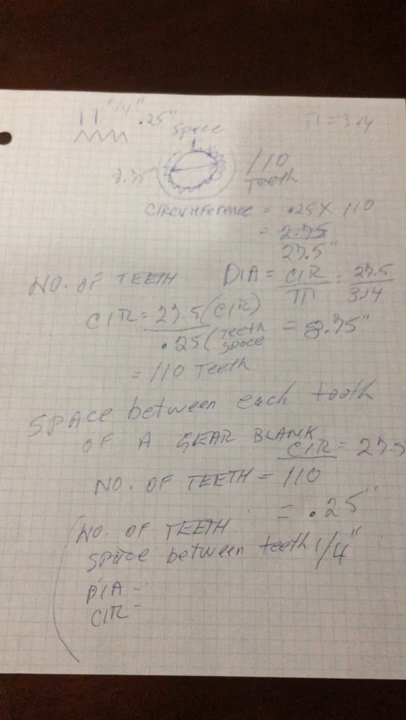 1/4"
.25"
π = 3.14
Space
8.75"
110
Teeth
CIRCUMFERENCE = .25 X 110
= 2.75
27.5"
NO. OF TEETH
DIA = CIR / π = 27.5 / 3.14
= 8.75"
CIR = 27.5 (CIR)
.25 (Teeth space
= 110 Teeth
SPACE between each tooth
OF A GEAR BLANK
CIR = 27.5
NO. OF TEETH = 110
= .25"
NO. OF TEETH
SPACE between teeth 1/4"
DIA -
CIR -